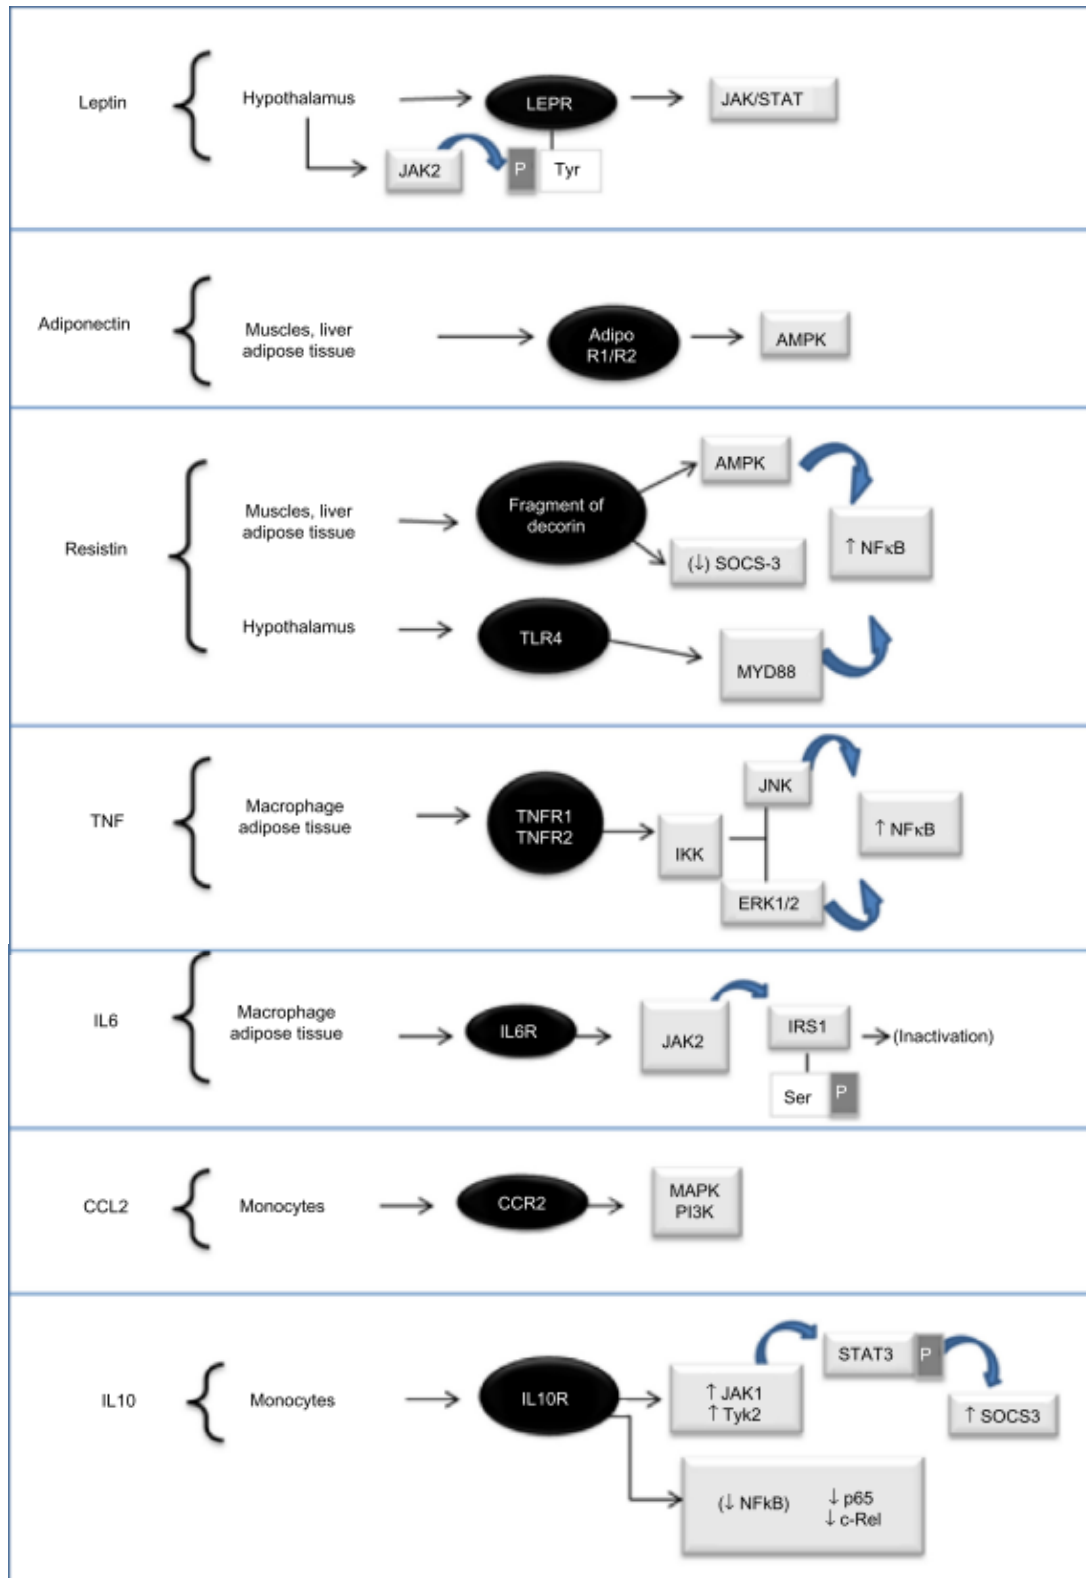 Leptin
Hypothalamus
LEPR
JAK/STAT
JAK2
P
Tyr
Adiponectin
Muscles, liver
adipose tissue
Adipo
R1/R2
AMPK
Resistin
Muscles, liver
adipose tissue
Fragment of
decorin
AMPK
(↓) SOCS-3
↑ NFκB
Hypothalamus
TLR4
MYD88
TNF
Macrophage
adipose tissue
TNFR1
TNFR2
IKK
JNK
ERK1/2
↑ NFκB
IL6
Macrophage
adipose tissue
IL6R
JAK2
IRS1
(Inactivation)
Ser
P
CCL2
Monocytes
CCR2
MAPK
PI3K
IL10
Monocytes
IL10R
↑ JAK1
↑ Tyk2
STAT3
P
↑ SOCS3
(↓ NFkB)
↓ p65
↓ c-Rel